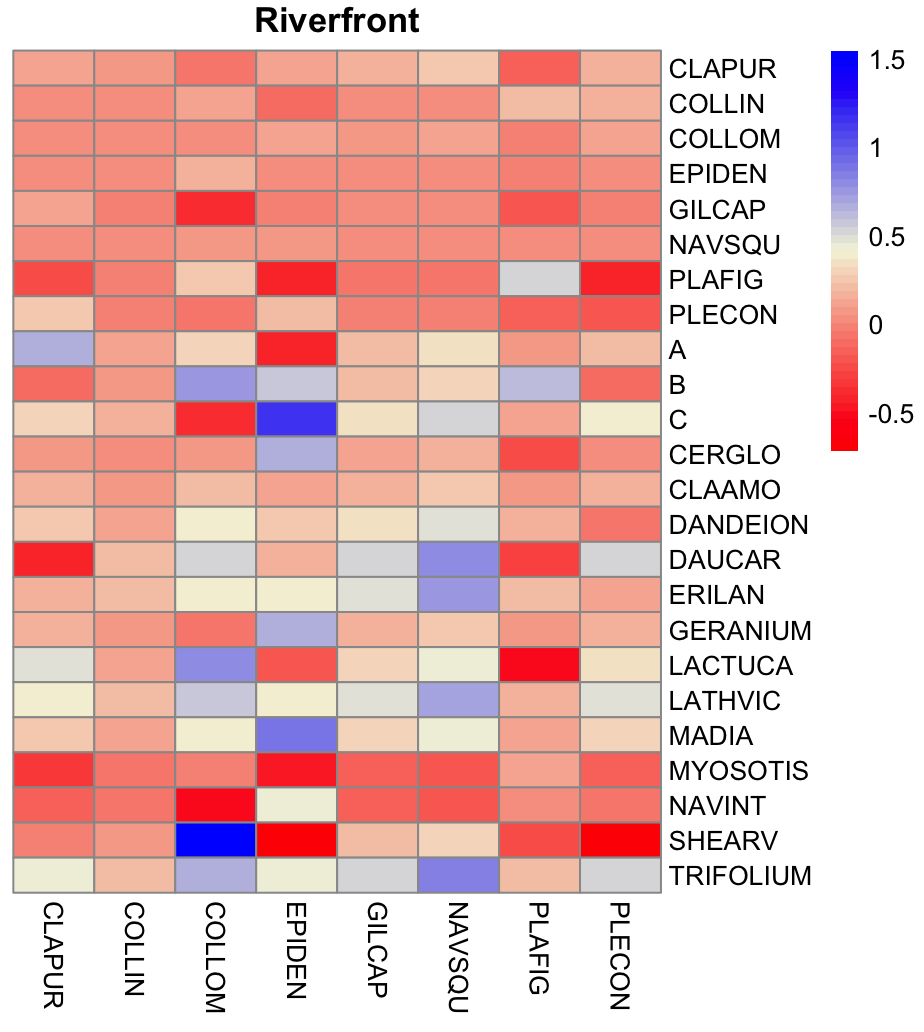 Riverfront
CLAPUR
COLLIN
COLLOM
EPIDEN
GILCAP
NAVSQU
PLAFIG
PLECON
A
B
C
CERGLO
CLAAMO
DANDEION
DAUCAR
ERILAN
GERANIUM
LACTUCA
LATHVIC
MADIA
MYOSOTIS
NAVINT
SHEARV
TRIFOLIUM
1.5
1
0.5
0
-0.5
CLAPUR
COLLIN
COLLOM
EPIDEN
GILCAP
NAVSQU
PLAFIG
PLECON